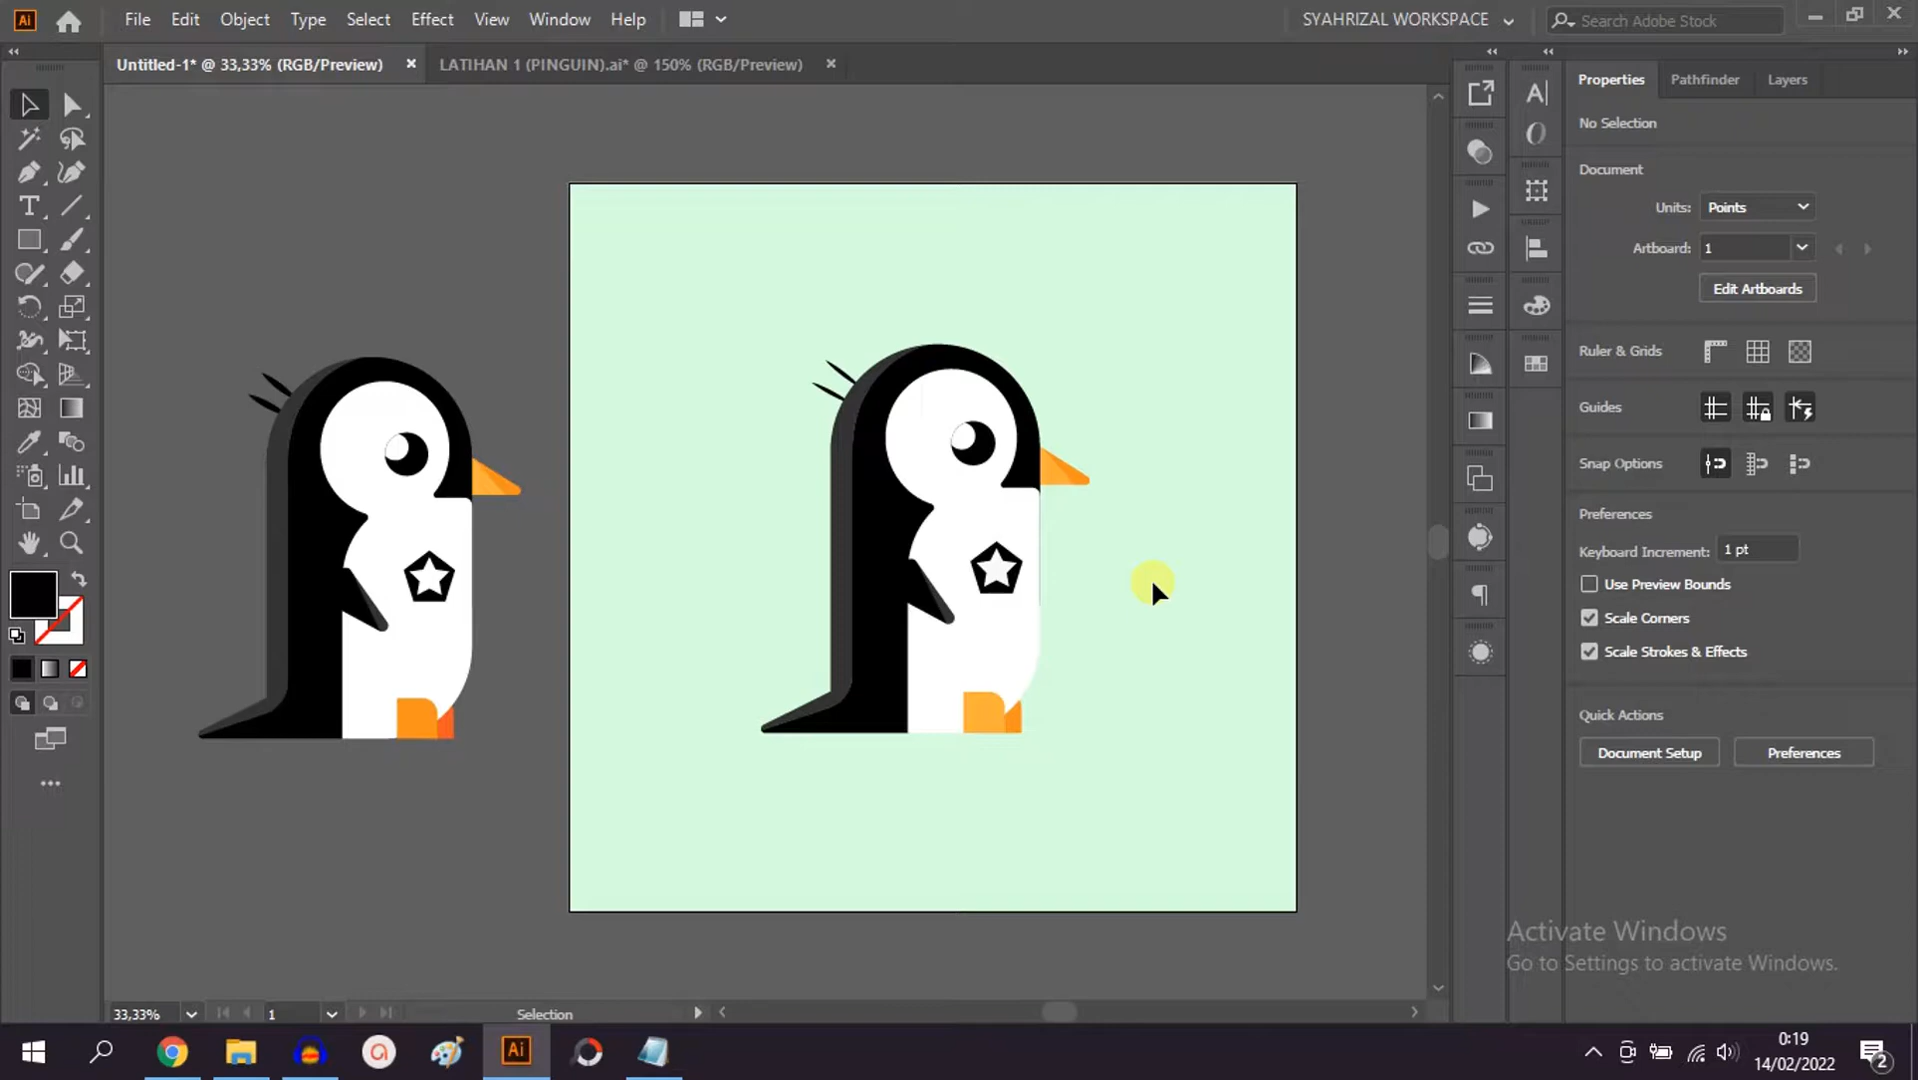 Ai File Edit Object Type Select Effect View Window Help SYAHRIZAL WORKSPACE Search Adobe Stock
Untitled-1* @ 33,33% (RGB/Preview) × LATIHAN 1 (PINGUIN).ai* @ 150% (RGB/Preview) ×
Properties Pathfinder Layers
No Selection
Document
Units: Points
Artboard: 1
Edit Artboards
Ruler & Grids
Guides
Snap Options
Preferences
Keyboard Increment: 1 pt
Use Preview Bounds
Scale Corners
Scale Strokes & Effects
Quick Actions
Document Setup Preferences
Activate Windows
Go to Settings to activate Windows.
33,33% 1 Selection
Ai
0:19
14/02/2022
2